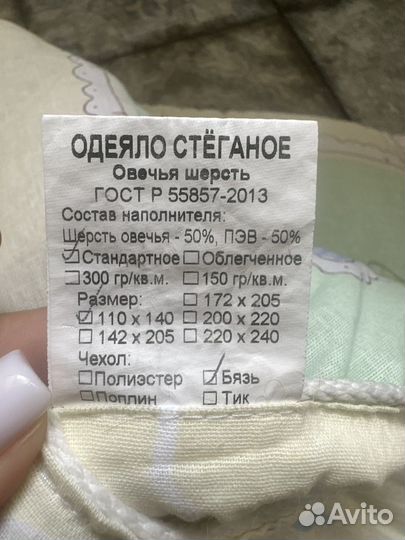 ОДЕЯЛО СТЁГАНОЕ
Овечья шерсть
ГОСТ Р 55857-2013
Состав наполнителя:
Шерсть овечья - 50%, ПЭВ - 50%
☑Стандартное ☐Облегченное
☐300 гр/кв.м. ☐150 гр/кв.м.
Размер: ☐172 х 205
☑110 х 140 ☐200 х 220
☐142 х 205 ☐220 х 240
Чехол:
☐Полиэстер ☑Бязь
☐Поплин ☐Тик
Avito